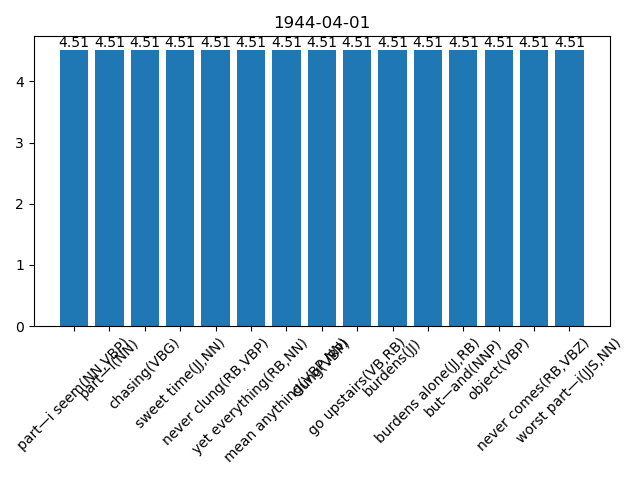 1944-04-01
4.51 4.51 4.51 4.51 4.51 4.51 4.51 4.51 4.51 4.51 4.51 4.51 4.51 4.51 4.51
4
3
2
1
0
part—i seem(NN,VBP)
part—i(NN)
chasing(VBG)
sweet time(JJ,NN)
never clung(RB,VBP)
yet everything(RB,NN)
mean anything(VBP,NN)
clung(VBP)
go upstairs(VB,RB)
burdens(JJ)
burdens alone(JJ,RB)
but—and(NNP)
object(VBP)
never comes(RB,VBZ)
worst part—i(JJS,NN)